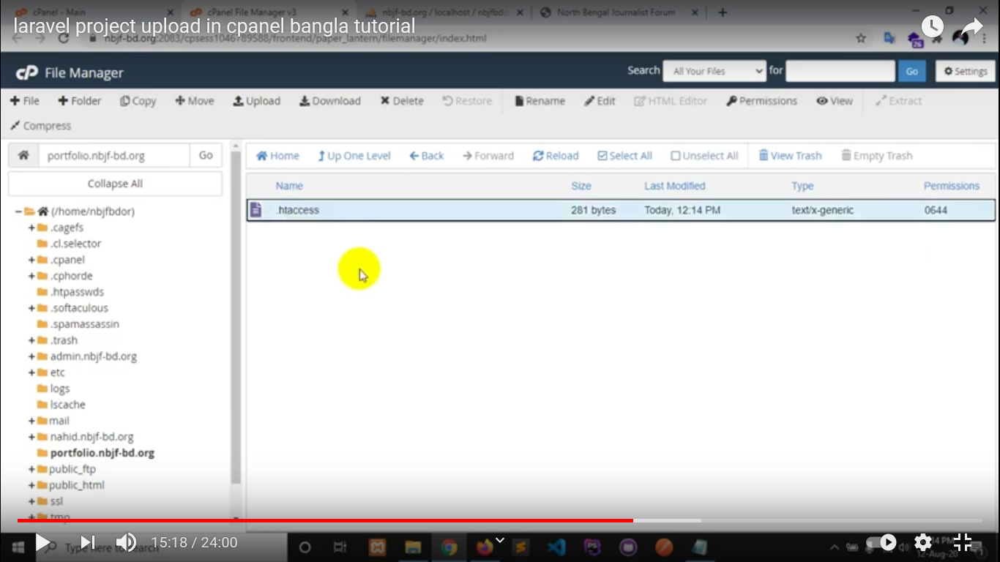 cPanel - Main
cPanel File Manager v3
nbjf-bd.org / localhost / nbjfbdo
North Bengal Journalist Forum
laravel project upload in cpanel bangla tutorial
nbjf-bd.org:2083/cpsess1046789588/frontend/paper_lantern/filemanager/index.html
26
cP File Manager
Search All Your Files for Go Settings
File Folder Copy Move Upload Download Delete Restore Rename Edit HTML Editor Permissions View Extract
Compress
portfolio.nbjf-bd.org Go
Home Up One Level Back Forward Reload Select All Unselect All View Trash Empty Trash
Collapse All
Name Size Last Modified Type Permissions
.htaccess 281 bytes Today, 12:14 PM text/x-generic 0644
(/home/nbjfbdor)
.cagefs
.cl.selector
.cpanel
.cphorde
.htpasswds
.softaculous
.spamassassin
.trash
admin.nbjf-bd.org
etc
logs
lscache
mail
nahid.nbjf-bd.org
portfolio.nbjf-bd.org
public_ftp
public_html
ssl
tmp
15:18 / 24:00
Type here to search
PS
12-Aug-20